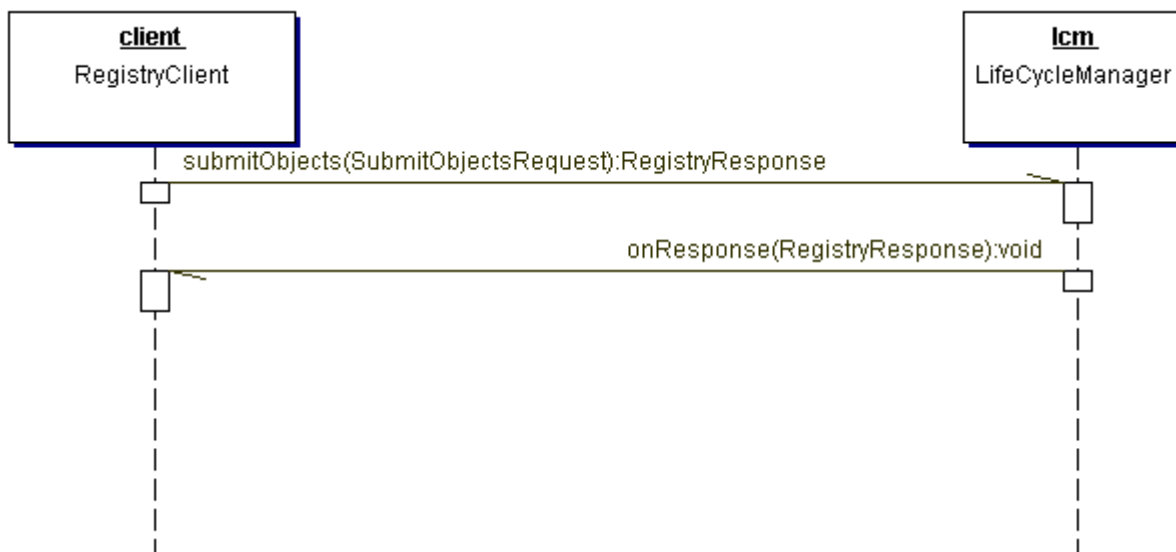 client
RegistryClient
lcm
LifeCycleManager
submitObjects(SubmitObjectsRequest):RegistryResponse
onResponse(RegistryResponse):void